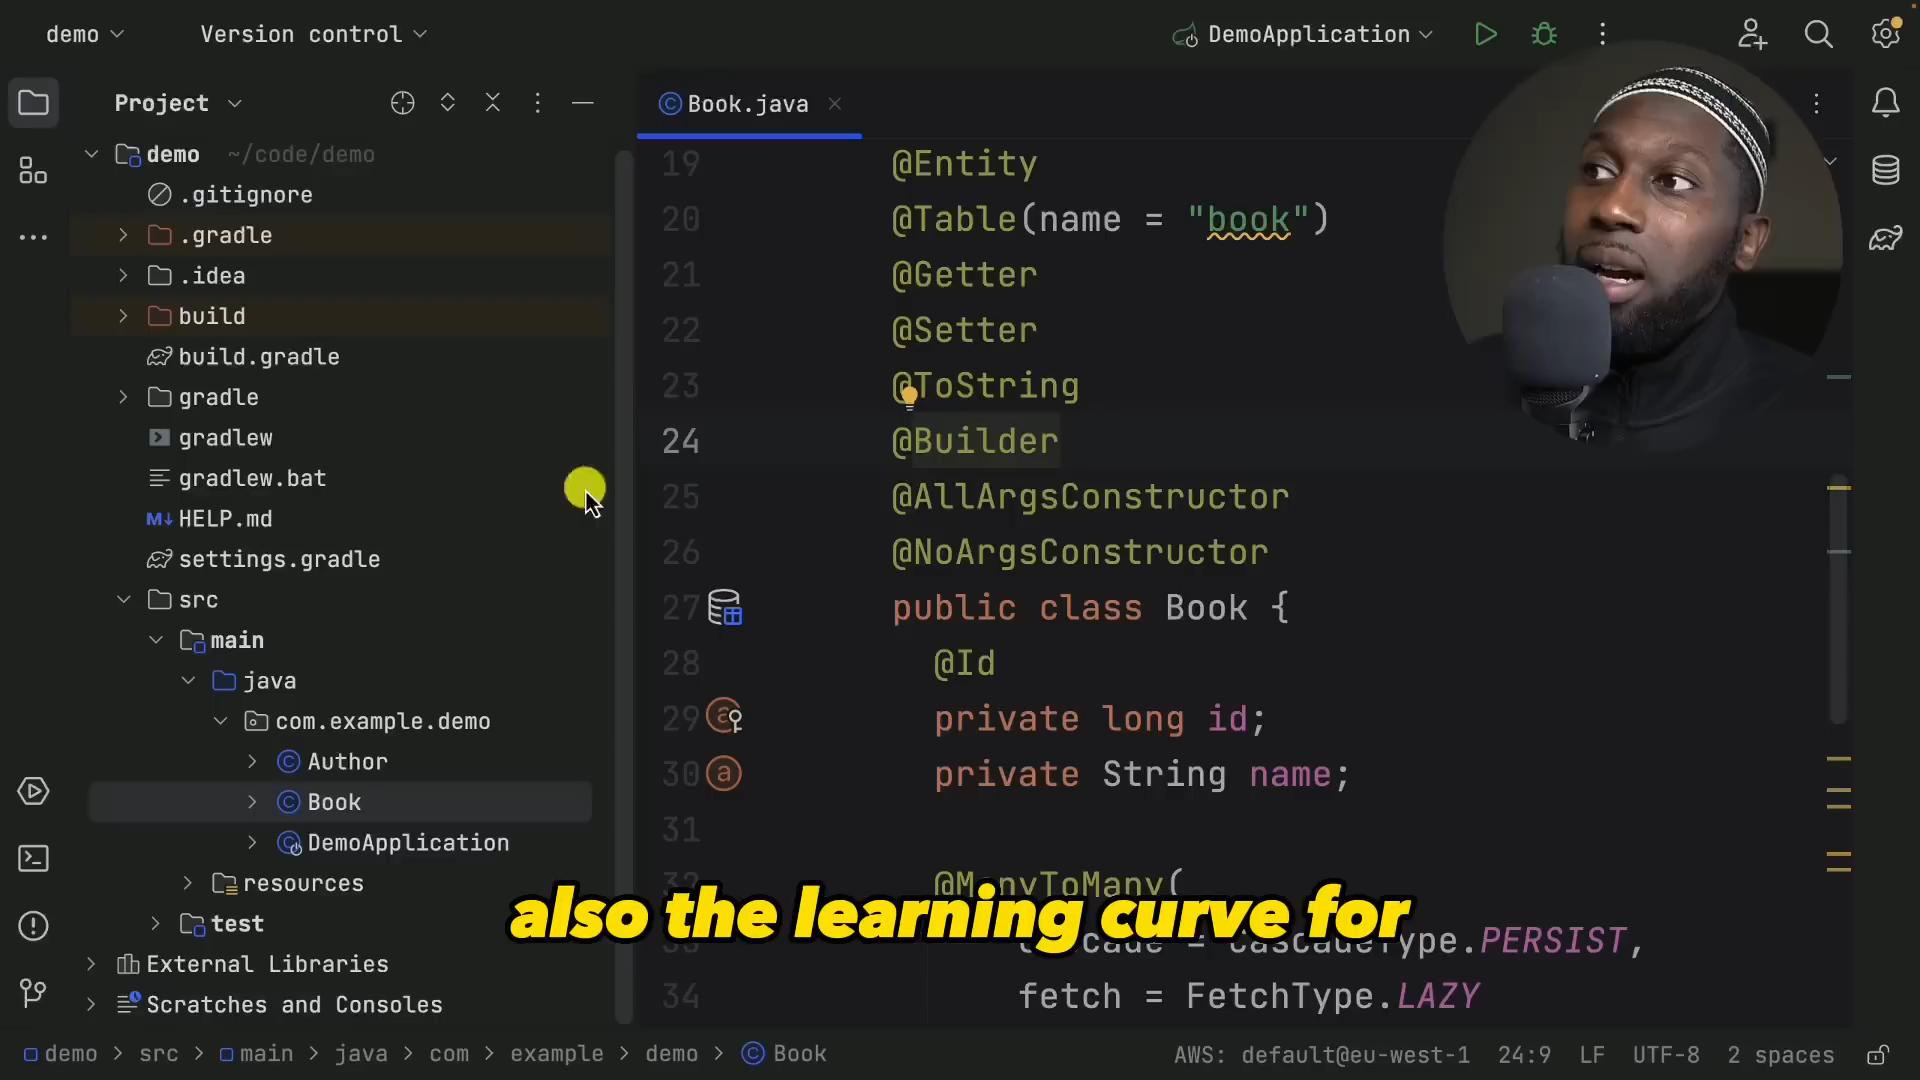 demo
Version control
DemoApplication
Project
Book.java
demo ~/code/demo
.gitignore
.gradle
.idea
build
build.gradle
gradle
gradlew
gradlew.bat
M↓ HELP.md
settings.gradle
src
main
java
com.example.demo
Author
Book
DemoApplication
resources
test
External Libraries
Scratches and Consoles
19 @Entity
20 @Table(name = "book")
21 @Getter
22 @Setter
23 @ToString
24 @Builder
25 @AllArgsConstructor
26 @NoArgsConstructor
27 public class Book {
28 @Id
29 private long id;
30 private String name;
31
32 @ManyToMany(
also the learning curve for
33 cascade = CascadeType.PERSIST,
34 fetch = FetchType.LAZY
demo > src > main > java > com > example > demo > Book
AWS: default@eu-west-1 24:9 LF UTF-8 2 spaces